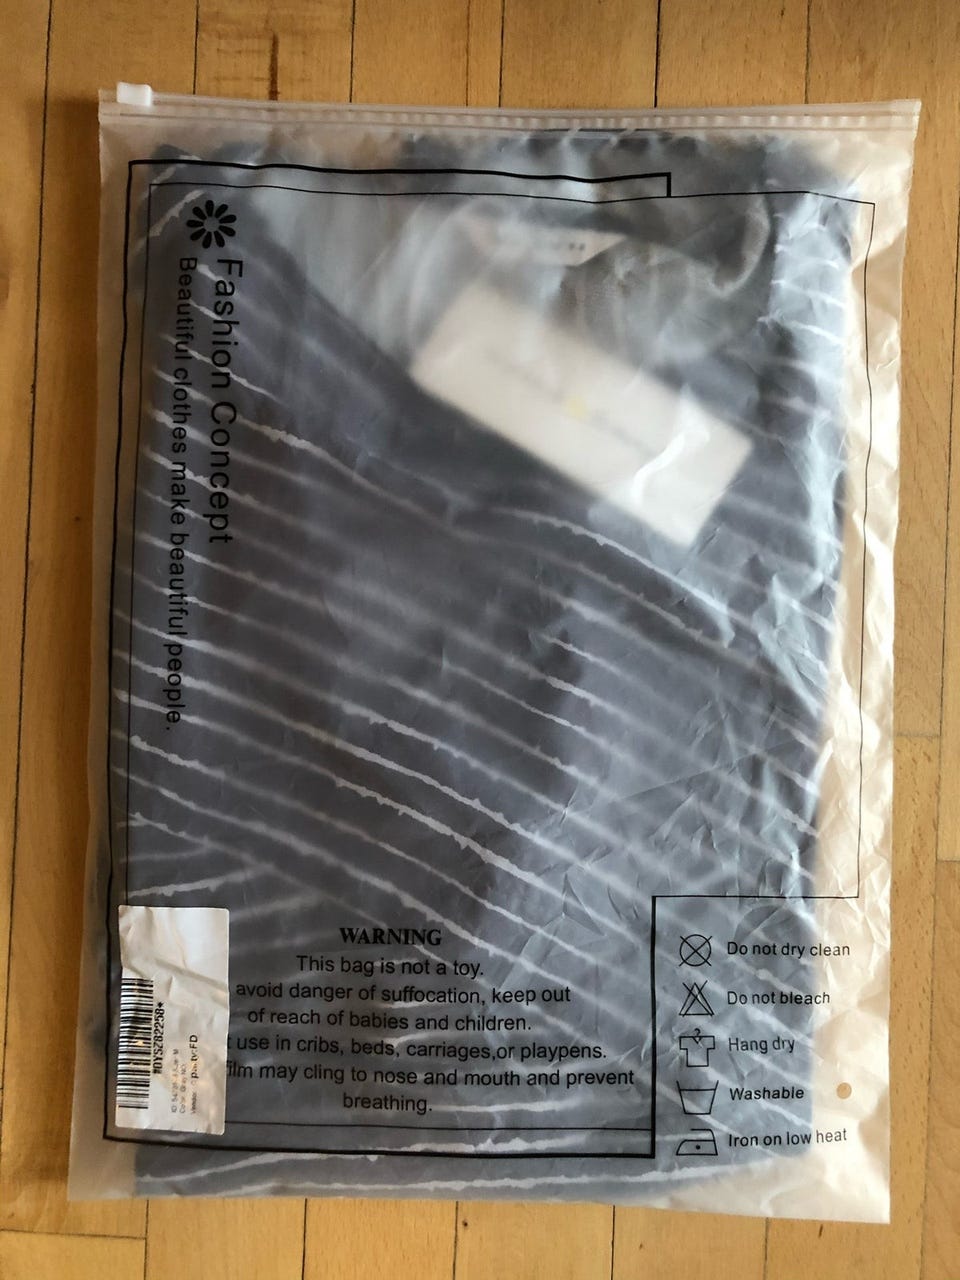 Fashion Concept
Beautiful clothes make beautiful people.
WARNING
This bag is not a toy.
avoid danger of suffocation, keep out
of reach of babies and children.
use in cribs, beds, carriages,or playpens.
film may cling to nose and mouth and prevent
breathing.
Do not dry clean
Do not bleach
Hang dry
Washable
Iron on low heat